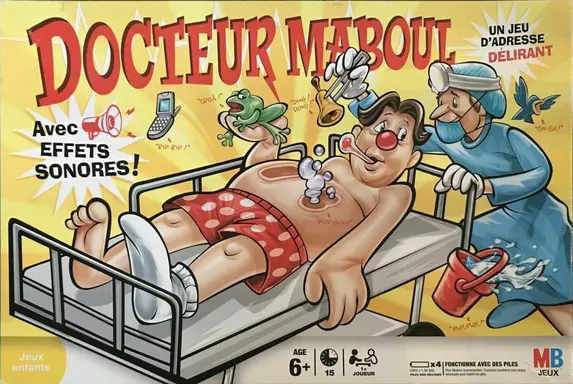 DOCTEUR MABOUL
UN JEU
D'ADRESSE
DÉLIRANT
Avec
EFFETS
SONORES!
Jeux
enfants
AGE
6+
15
1+
JOUEUR
x4
FONCTIONNE AVEC DES PILES
MB
JEUX